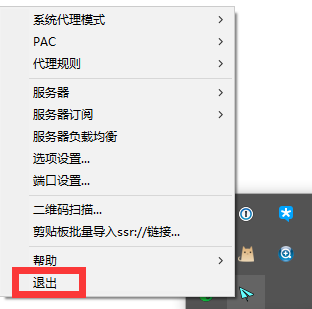 系统代理模式
PAC
代理规则
服务器
服务器订阅
服务器负载均衡
选项设置...
端口设置...
二维码扫描...
剪贴板批量导入ssr://链接...
帮助
退出